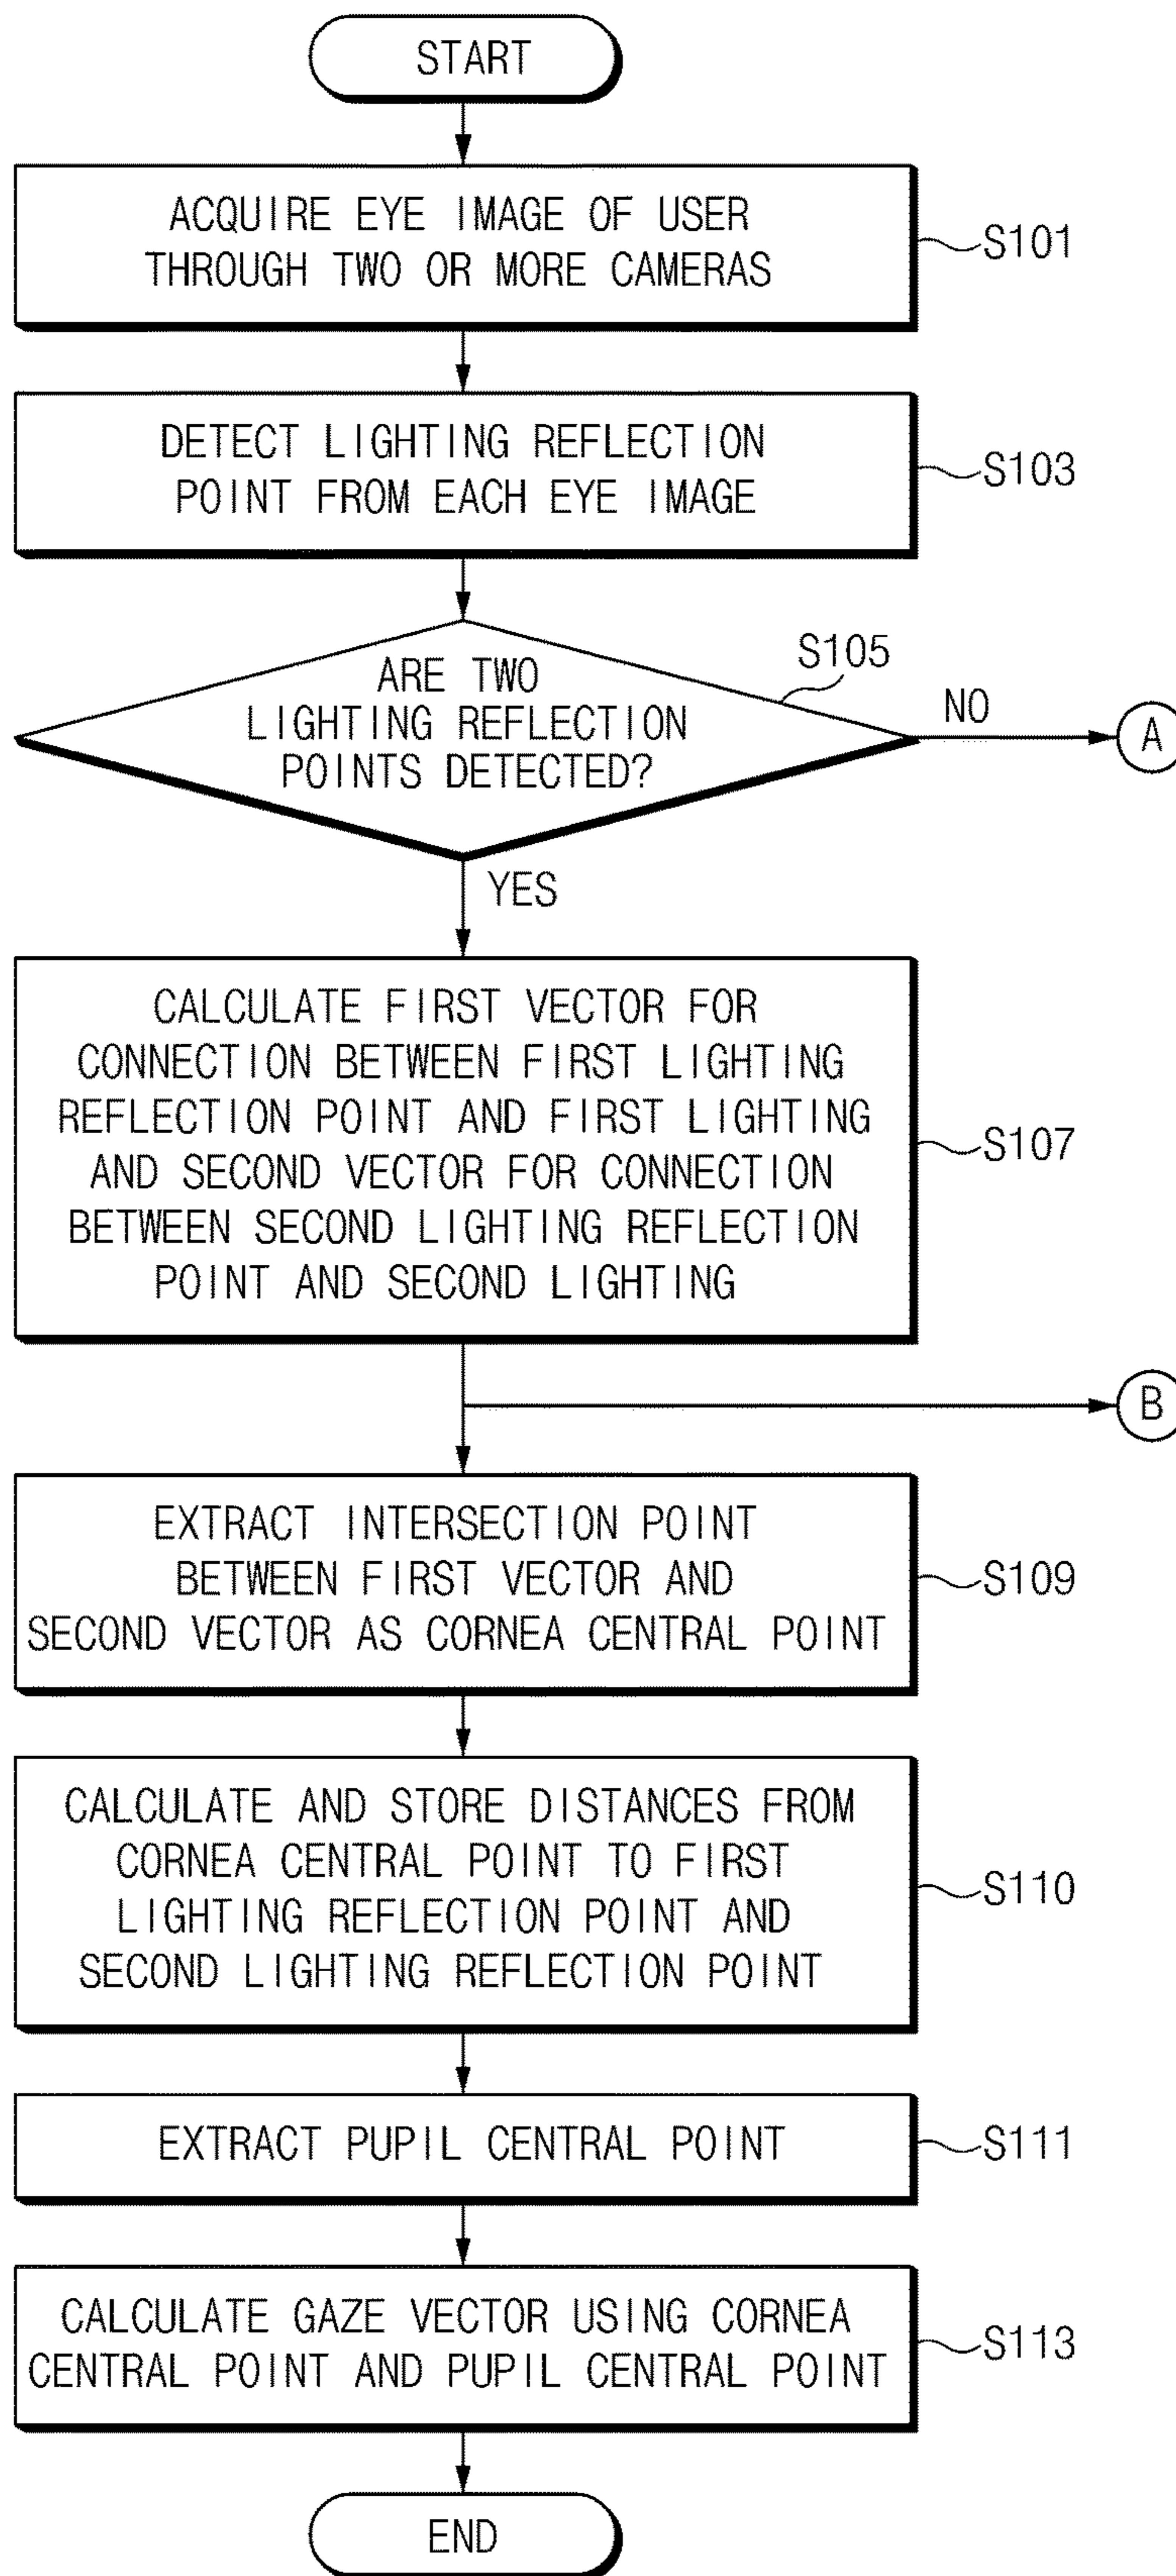 START
ACQUIRE EYE IMAGE OF USER
THROUGH TWO OR MORE CAMERAS
S101
DETECT LIGHTING REFLECTION
POINT FROM EACH EYE IMAGE
S103
ARE TWO
LIGHTING REFLECTION
POINTS DETECTED?
S105
NO
A
YES
CALCULATE FIRST VECTOR FOR
CONNECTION BETWEEN FIRST LIGHTING
REFLECTION POINT AND FIRST LIGHTING
AND SECOND VECTOR FOR CONNECTION
BETWEEN SECOND LIGHTING REFLECTION
POINT AND SECOND LIGHTING
S107
B
EXTRACT INTERSECTION POINT
BETWEEN FIRST VECTOR AND
SECOND VECTOR AS CORNEA CENTRAL POINT
S109
CALCULATE AND STORE DISTANCES FROM
CORNEA CENTRAL POINT TO FIRST
LIGHTING REFLECTION POINT AND
SECOND LIGHTING REFLECTION POINT
S110
EXTRACT PUPIL CENTRAL POINT
S111
CALCULATE GAZE VECTOR USING CORNEA
CENTRAL POINT AND PUPIL CENTRAL POINT
S113
END